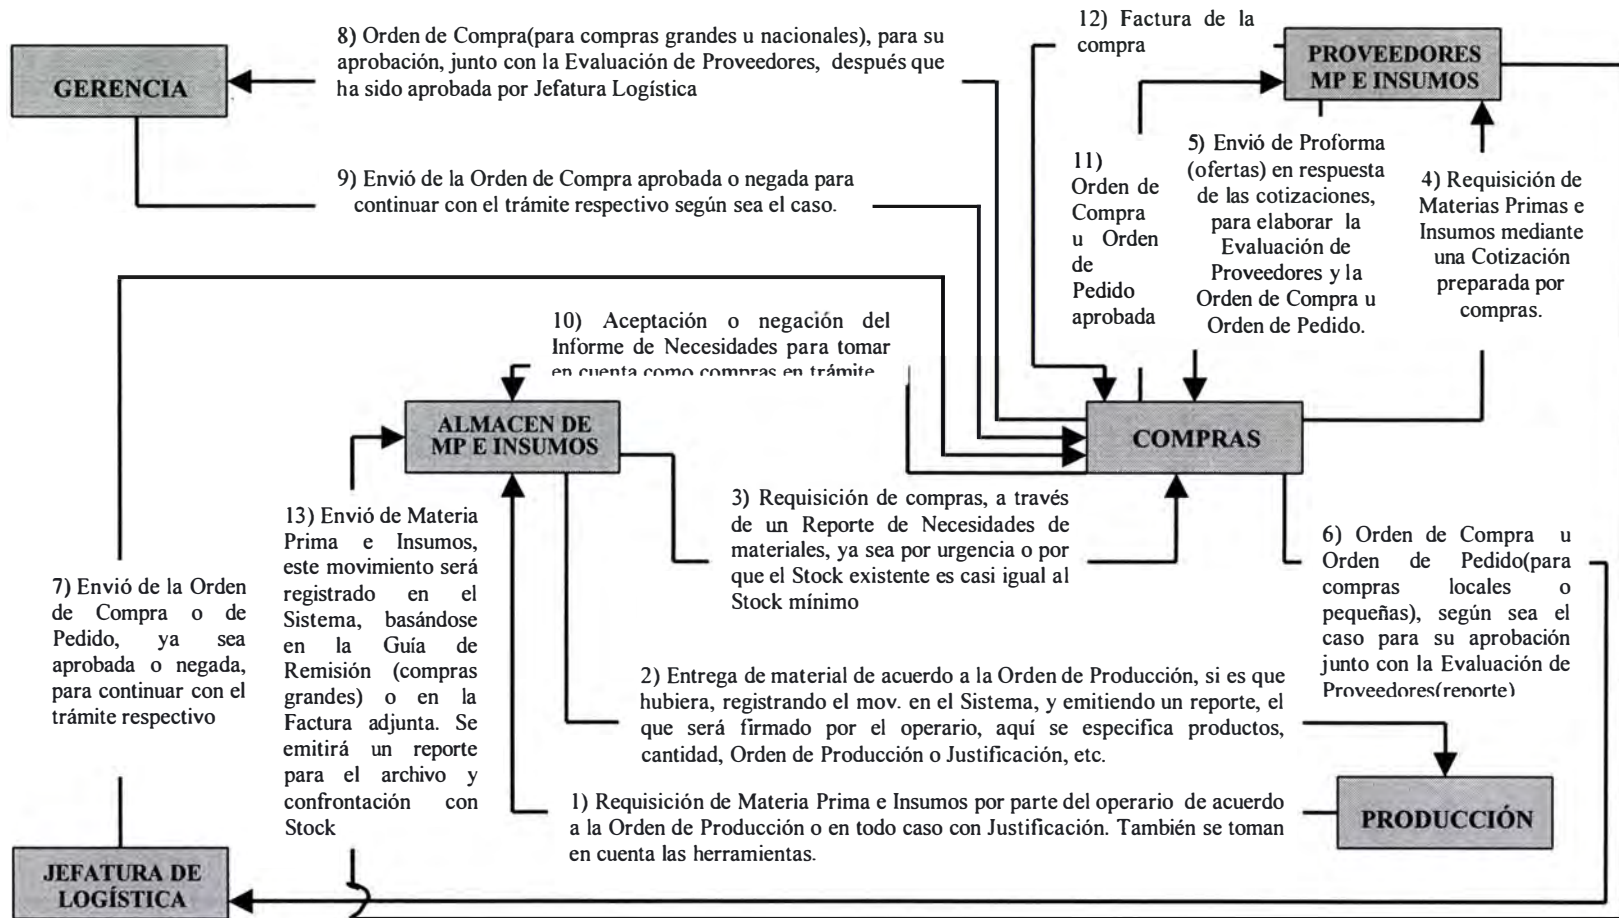 8) Orden de Compra(para compras grandes u nacionales), para su
aprobación, junto con la Evaluación de Proveedores, después que
ha sido aprobada por Jefatura Logística
12) Factura de la
compra
PROVEEDORES
MP E INSUMOS
GERENCIA
9) Envió de la Orden de Compra aprobada o negada para
continuar con el trámite respectivo según sea el caso.
11)
Orden de
Compra
u Orden
de
Pedido
aprobada
5) Envió de Proforma
(ofertas) en respuesta
de las cotizaciones,
para elaborar la
Evaluación de
Proveedores y la
Orden de Compra u
Orden de Pedido.
4) Requisición de
Materias Primas e
Insumos mediante
una Cotización
preparada por
compras.
10) Aceptación o negación del
Informe de Necesidades para tomar
en cuenta como compras en trámite
ALMACEN DE
MP E INSUMOS
COMPRAS
3) Requisición de compras, a través
de un Reporte de Necesidades de
materiales, ya sea por urgencia o por
que el Stock existente es casi igual al
Stock mínimo
13) Envió de Materia
Prima e Insumos,
este movimiento será
registrado en el
Sistema, basándose
en la Guía de
Remisión (compras
grandes) o en la
Factura adjunta. Se
emitirá un reporte
para el archivo y
confrontación con
Stock
6) Orden de Compra u
Orden de Pedido(para
compras locales o
pequeñas), según sea el
caso para su aprobación
junto con la Evaluación de
Proveedores(reporte)
7) Envió de la Orden
de Compra o de
Pedido, ya sea
aprobada o negada,
para continuar con el
trámite respectivo
2) Entrega de material de acuerdo a la Orden de Producción, si es que
hubiera, registrando el mov. en el Sistema, y emitiendo un reporte, el
que será firmado por el operario, aquí se especifica productos,
cantidad, Orden de Producción o Justificación, etc.
1) Requisición de Materia Prima e Insumos por parte del operario de acuerdo
a la Orden de Producción o en todo caso con Justificación. También se toman
en cuenta las herramientas.
PRODUCCIÓN
JEFATURA DE
LOGÍSTICA